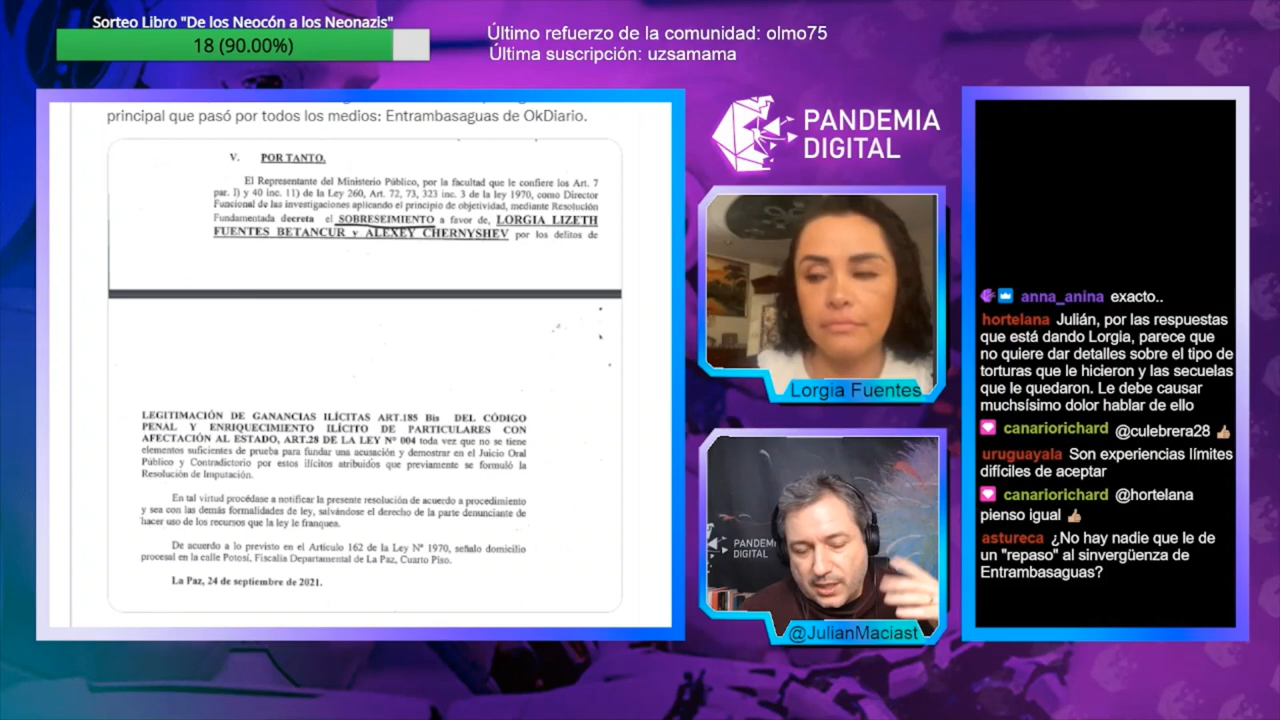 Sorteo Libro "De los Neocón a los Neonazis"
18 (90.00%)
Último refuerzo de la comunidad: olmo75
Última suscripción: uzsamama
principal que pasó por todos los medios: Entrambasaguas de OkDiario.
V. POR TANTO.
El Representante del Ministerio Público, por la facultad que le confiere los Art. 7
par. I) y 40 inc. 11) de la Ley 260, Art. 72, 73, 323 inc. 3 de la ley 1970, como Director
Funcional de las investigaciones aplicando el principio de objetividad, mediante Resolución
Fundamentada decreta el SOBRESEIMIENTO a favor de, LORGIA LIZETH
FUENTES BETANCUR y ALEXEY CHERNYSHEV por los delitos de
LEGITIMACIÓN DE GANANCIAS ILÍCITAS ART.185 Bis DEL CÓDIGO
PENAL Y ENRIQUECIMIENTO ILÍCITO DE PARTICULARES CON
AFECTACIÓN AL ESTADO, ART.28 DE LA LEY Nº 004 toda vez que no se tiene
elementos suficientes de prueba para fundar una acusación y demostrar en el Juicio Oral
Público y Contradictorio por estos ilícitos atribuidos que previamente se formuló la
Resolución de Imputación.
En tal virtud procédase a notificar la presente resolución de acuerdo a procedimiento
y sea con las demás formalidades de ley, salvándose el derecho de la parte denunciante de
hacer uso de los recursos que la ley le franquea.
De acuerdo a lo previsto en el Artículo 162 de la Ley Nº 1970, señalo domicilio
procesal en la calle Potosí, Fiscalía Departamental de La Paz, Cuarto Piso.
La Paz, 24 de septiembre de 2021.
PANDEMIA
DIGITAL
Lorgia Fuentes
PANDEMI
DIGITAL
@JulianMaciast
anna_anina exacto..
hortelana Julián, por las respuestas
que está dando Lorgia, parece que
no quiere dar detalles sobre el tipo de
torturas que le hicieron y las secuelas
que le quedaron. Le debe causar
muchsísimo dolor hablar de ello
canariorichard @culebrera28 👍🏼
uruguayala Son experiencias límites
difíciles de aceptar
canariorichard @hortelana
pienso igual 👍🏼
astureca ¿No hay nadie que le de
un "repaso" al sinvergüenza de
Entrambasaguas?